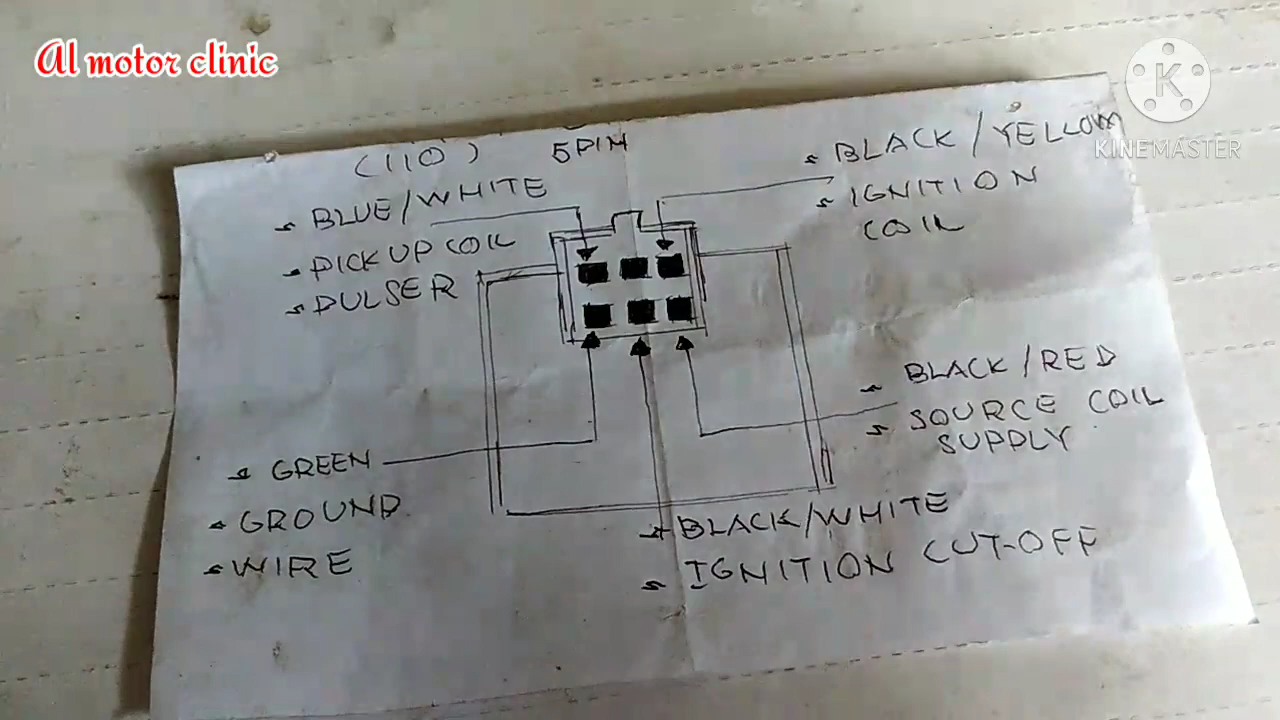 Al motor clinic
K
KINEMASTER
(110) 5PIN
BLUE/WHITE
PICK UP COIL
PULSER
BLACK/YELLOW
IGNITION
COIL
BLACK/RED
SOURCE COIL
SUPPLY
GREEN
GROUND
WIRE
BLACK/WHITE
IGNITION CUT-OFF